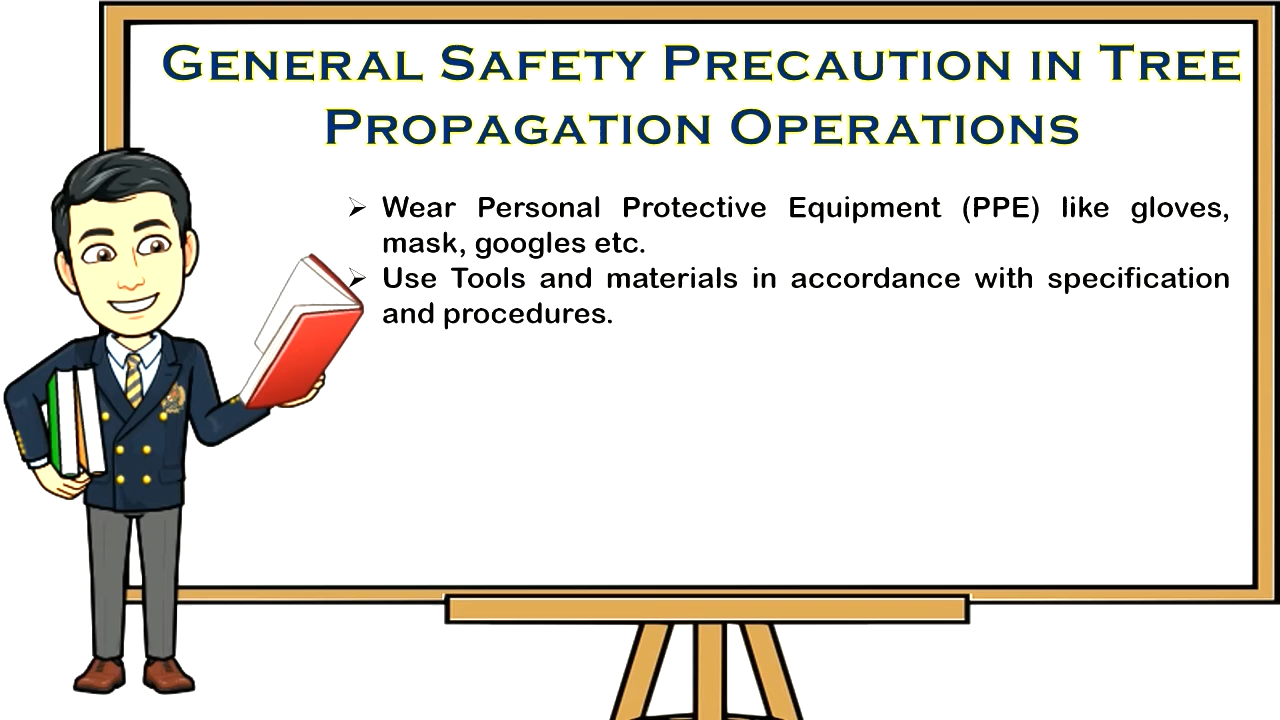 General Safety Precaution in Tree
Propagation Operations
➢ Wear Personal Protective Equipment (PPE) like gloves,
mask, googles etc.
➢ Use Tools and materials in accordance with specification
and procedures.